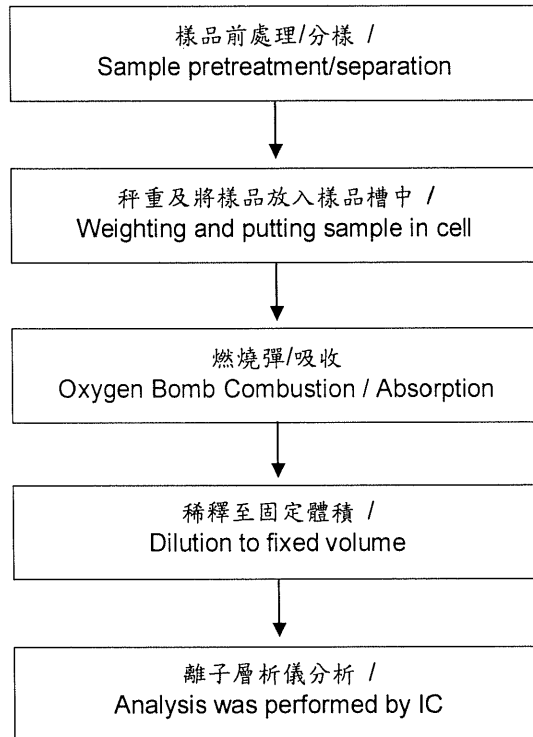 樣品前處理/分樣 /
Sample pretreatment/separation
秤重及將樣品放入樣品槽中 /
Weighting and putting sample in cell
燃燒彈/吸收
Oxygen Bomb Combustion / Absorption
稀釋至固定體積 /
Dilution to fixed volume
離子層析儀分析 /
Analysis was performed by IC